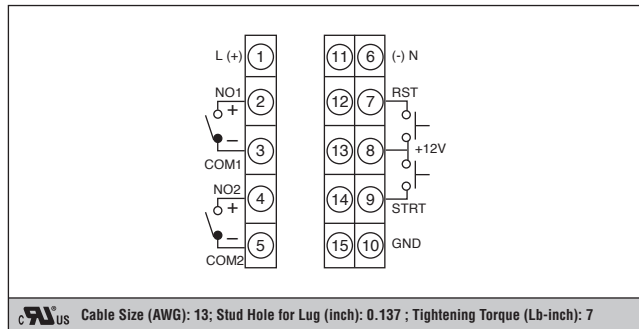 L (+) 1 11 6 (-) N
NO1 2 12 7 RST
+
−
COM1 3 13 8 +12V
NO2 4 14 9 STRT
+
−
COM2 5 15 10 GND
c RU us Cable Size (AWG): 13; Stud Hole for Lug (inch): 0.137 ; Tightening Torque (Lb-inch): 7